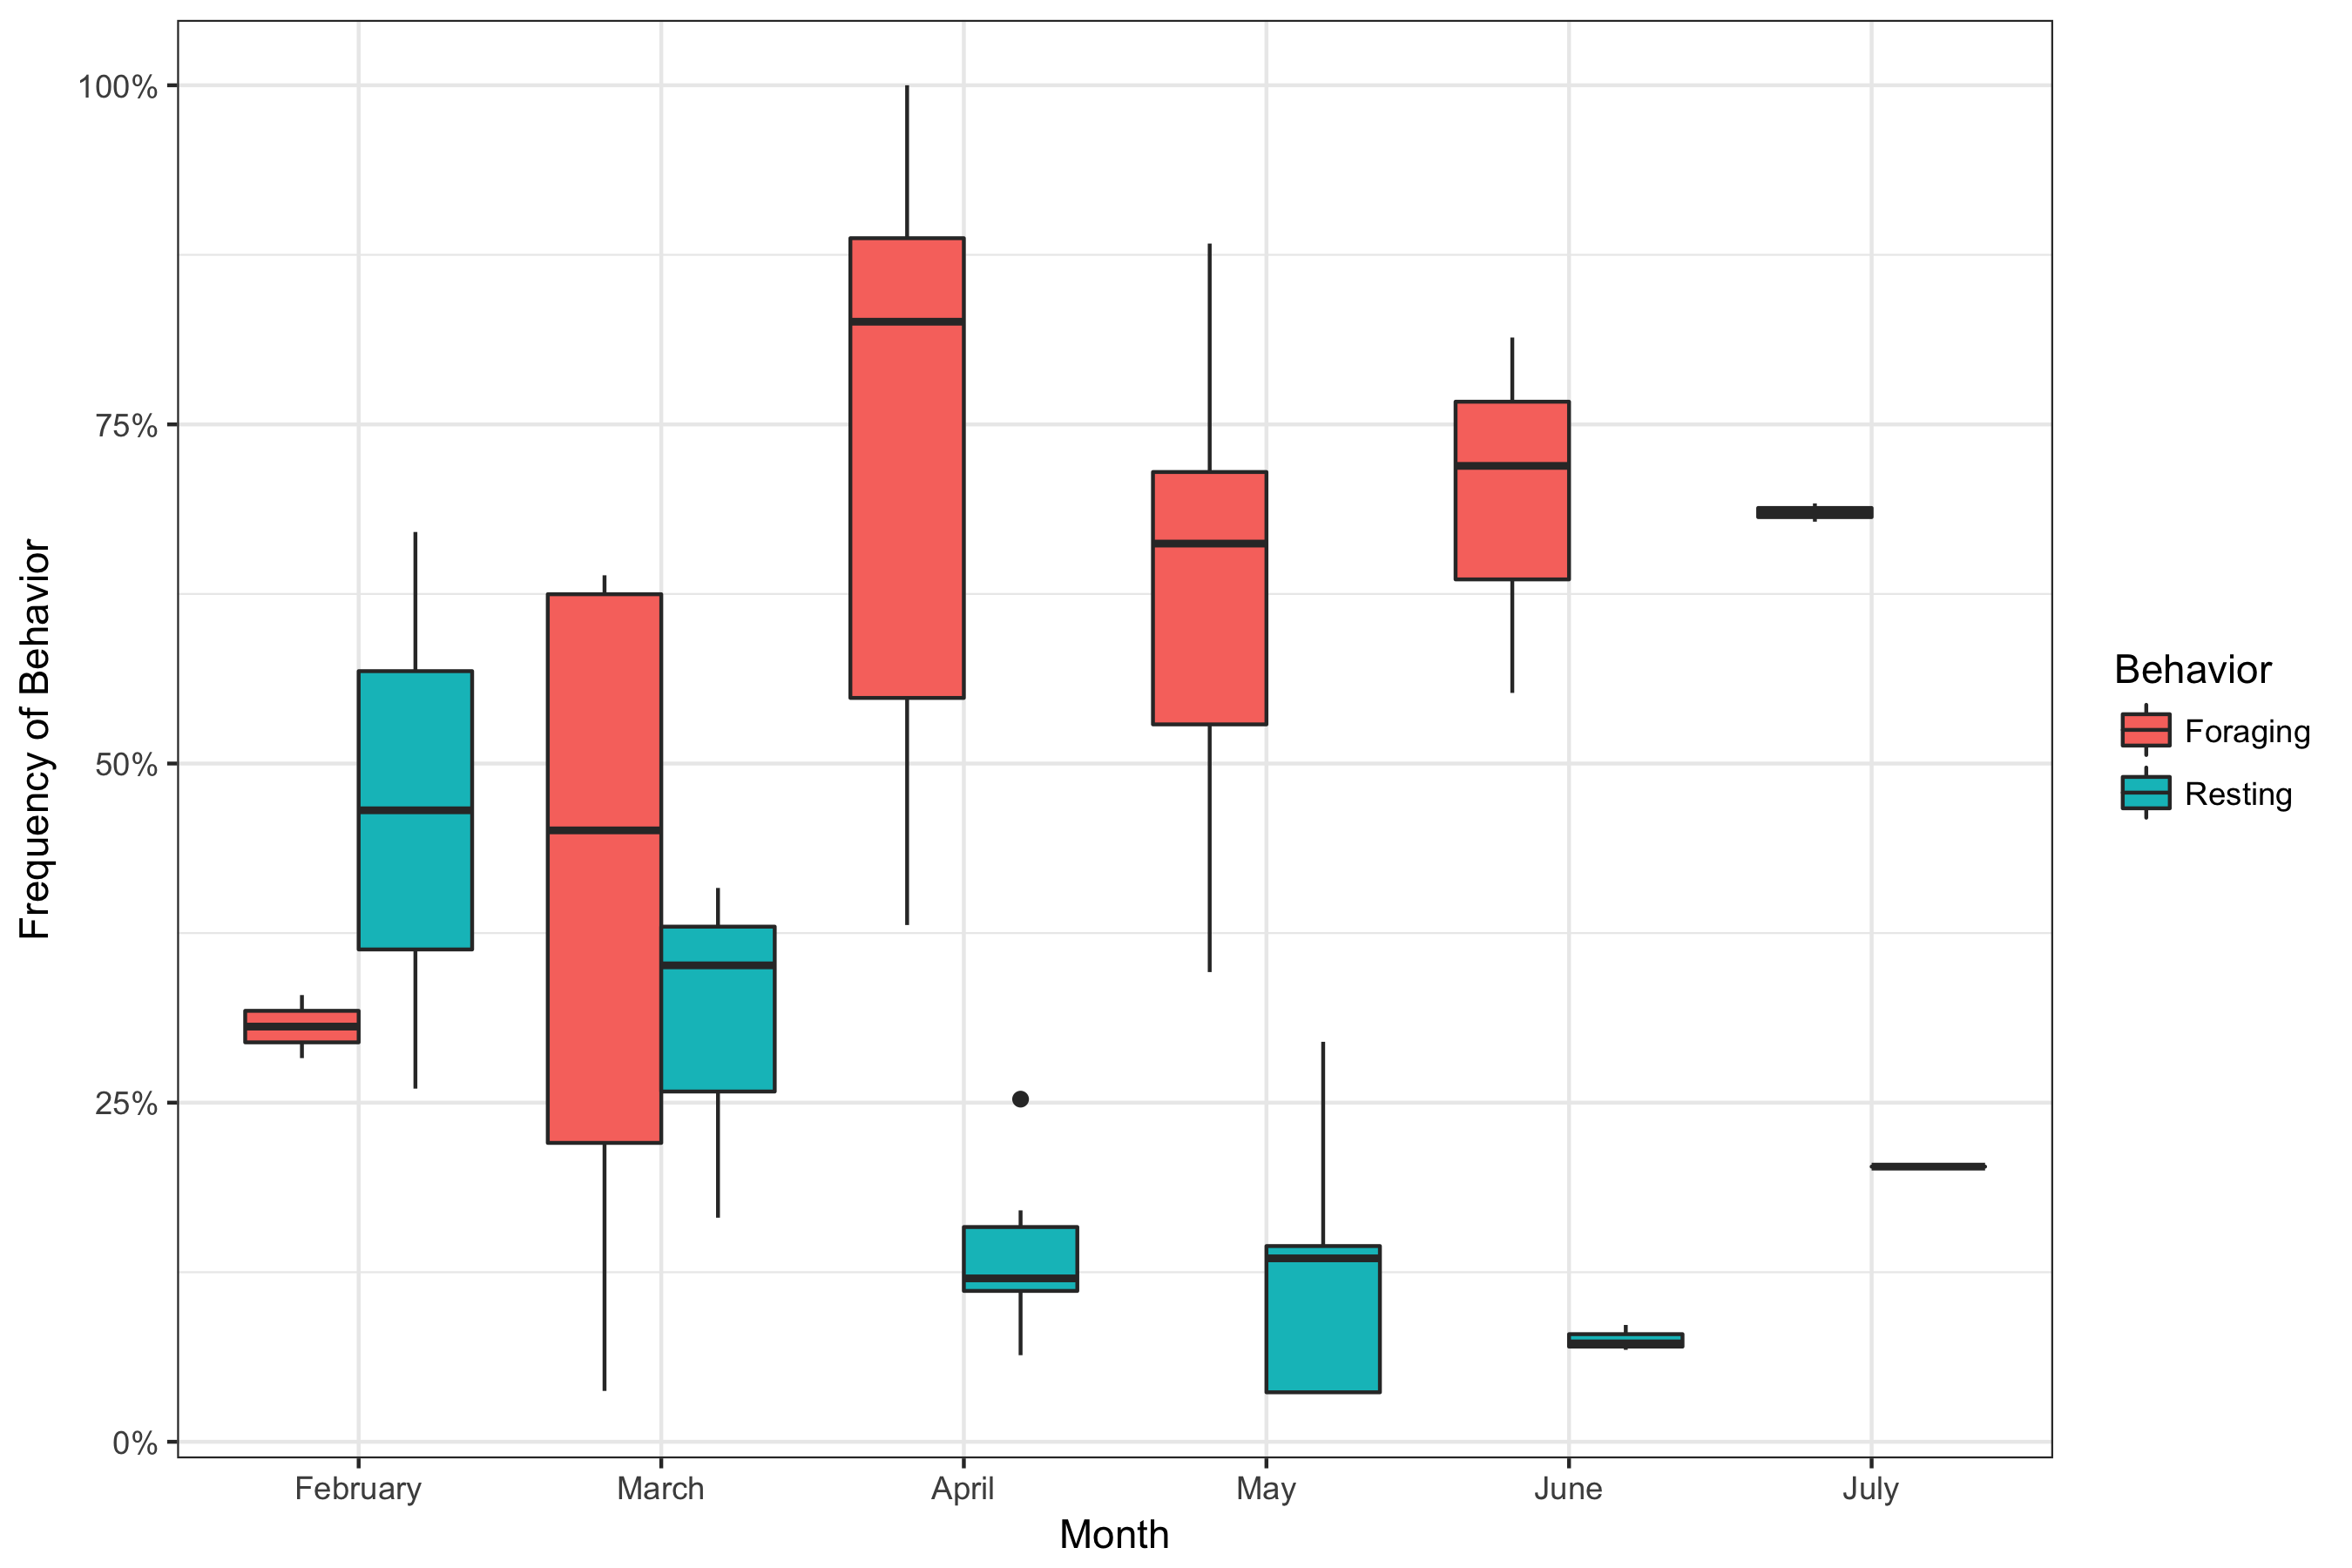 100%
75%
50%
25%
0%
Frequency of Behavior
February
March
April
May
June
July
Month
Behavior
Foraging
Resting